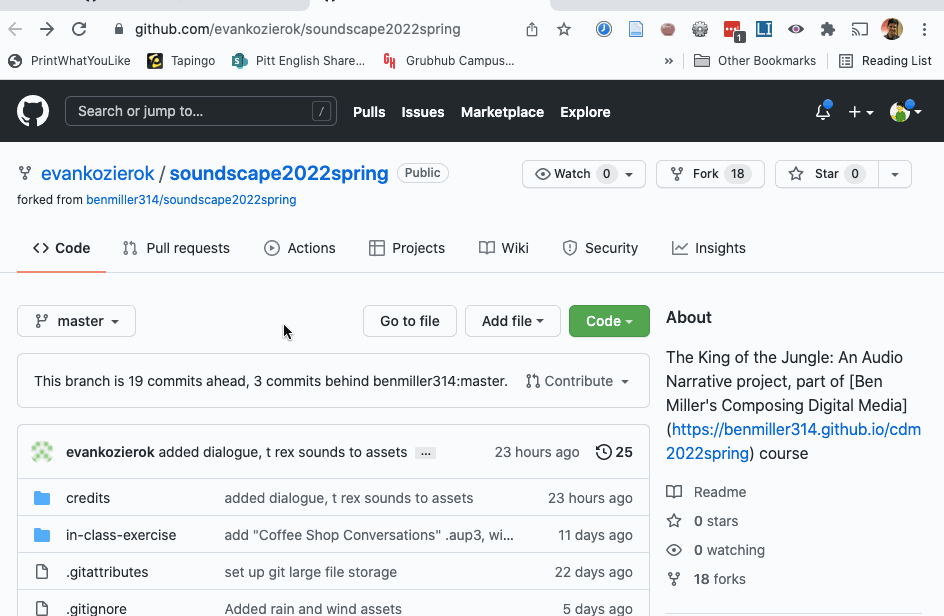 github.com/evankozierok/soundscape2022spring
1
LI
PrintWhatYouLike
Tapingo
S
Pitt English Share...
Grubhub Campus...
»
Other Bookmarks
Reading List
Search or jump to...
/
Pulls
Issues
Marketplace
Explore
evankozierok / soundscape2022spring
Public
Watch 0
Fork 18
Star 0
forked from benmiller314/soundscape2022spring
Code
Pull requests
Actions
Projects
Wiki
Security
Insights
master
Go to file
Add file
Code
This branch is 19 commits ahead, 3 commits behind benmiller314:master.
Contribute
evankozierok added dialogue, t rex sounds to assets ... 23 hours ago 25
credits added dialogue, t rex sounds to assets 23 hours ago
in-class-exercise add "Coffee Shop Conversations" .aup3, wi... 11 days ago
.gitattributes set up git large file storage 22 days ago
.gitignore Added rain and wind assets 5 days ago
About
The King of the Jungle: An Audio
Narrative project, part of [Ben
Miller's Composing Digital Media]
(https://benmiller314.github.io/cdm
2022spring) course
Readme
0 stars
0 watching
18 forks